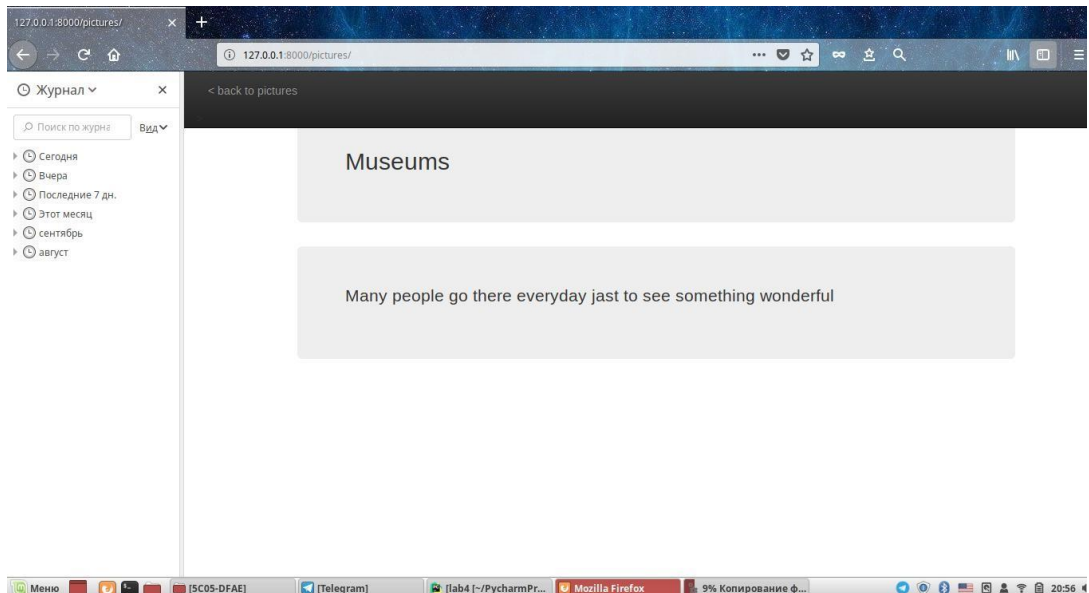 127.0.0.1:8000/pictures/
127.0.0.1:8000/pictures/
Журнал
< back to pictures
Поиск по журна
Вид
Museums
Сегодня
Вчера
Последние 7 дн.
Этот месяц
сентябрь
август
Many people go there everyday jast to see something wonderful
Меню
[5C05-DFAE]
[Telegram]
[lab4 [~/PycharmPr...
Mozilla Firefox
9% Копирование ф...
20:56